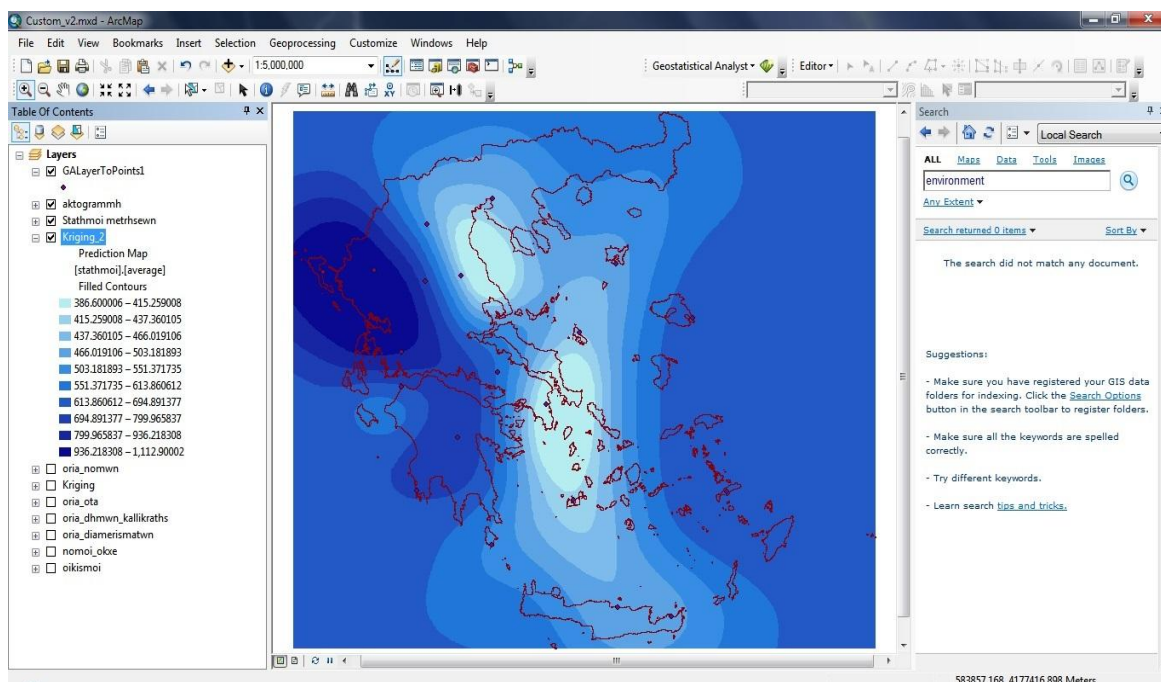 Custom_v2.mxd - ArcMap
File Edit View Bookmarks Insert Selection Geoprocessing Customize Windows Help
1:5,000,000
Geostatistical Analyst
Editor
Table Of Contents
Layers
GALayerToPoints1
aktogrammh
Stathmoi metrhsewn
Kriging_2
Prediction Map
[stathmoi].[average]
Filled Contours
386.600006 – 415.259008
415.259008 – 437.360105
437.360105 – 466.019106
466.019106 – 503.181893
503.181893 – 551.371735
551.371735 – 613.860612
613.860612 – 694.891377
694.891377 – 799.965837
799.965837 – 936.218308
936.218308 – 1,112.90002
oria_nomwn
Kriging
oria_ota
oria_dhmwn_kallikraths
oria_diamerismatwn
nomoi_okxe
oikismoi
Search
Local Search
ALL Maps Data Tools Images
environment
Any Extent
Search returned 0 items
Sort By
The search did not match any document.
Suggestions:
- Make sure you have registered your GIS data
folders for indexing. Click the Search Options
button in the search toolbar to register folders.
- Make sure all the keywords are spelled
correctly.
- Try different keywords.
- Learn search tips and tricks.
583857,168 4177416,898 Meters